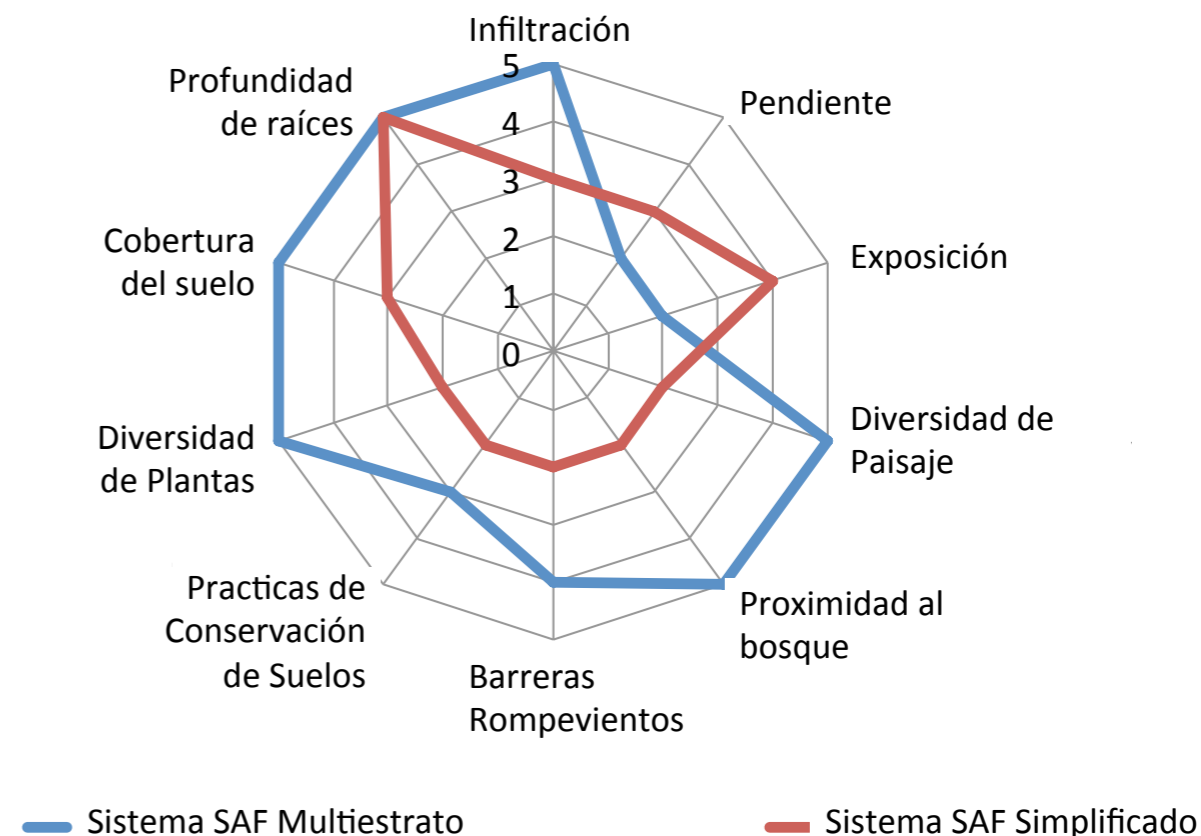 Infiltración
Pendiente
Exposición
Diversidad de
Paisaje
Proximidad al
bosque
Barreras
Rompevientos
Practicas de
Conservación
de Suelos
Diversidad
de Plantas
Cobertura
del suelo
Profundidad
de raíces
5
4
3
2
1
0
Sistema SAF Multiestrato
Sistema SAF Simplificado